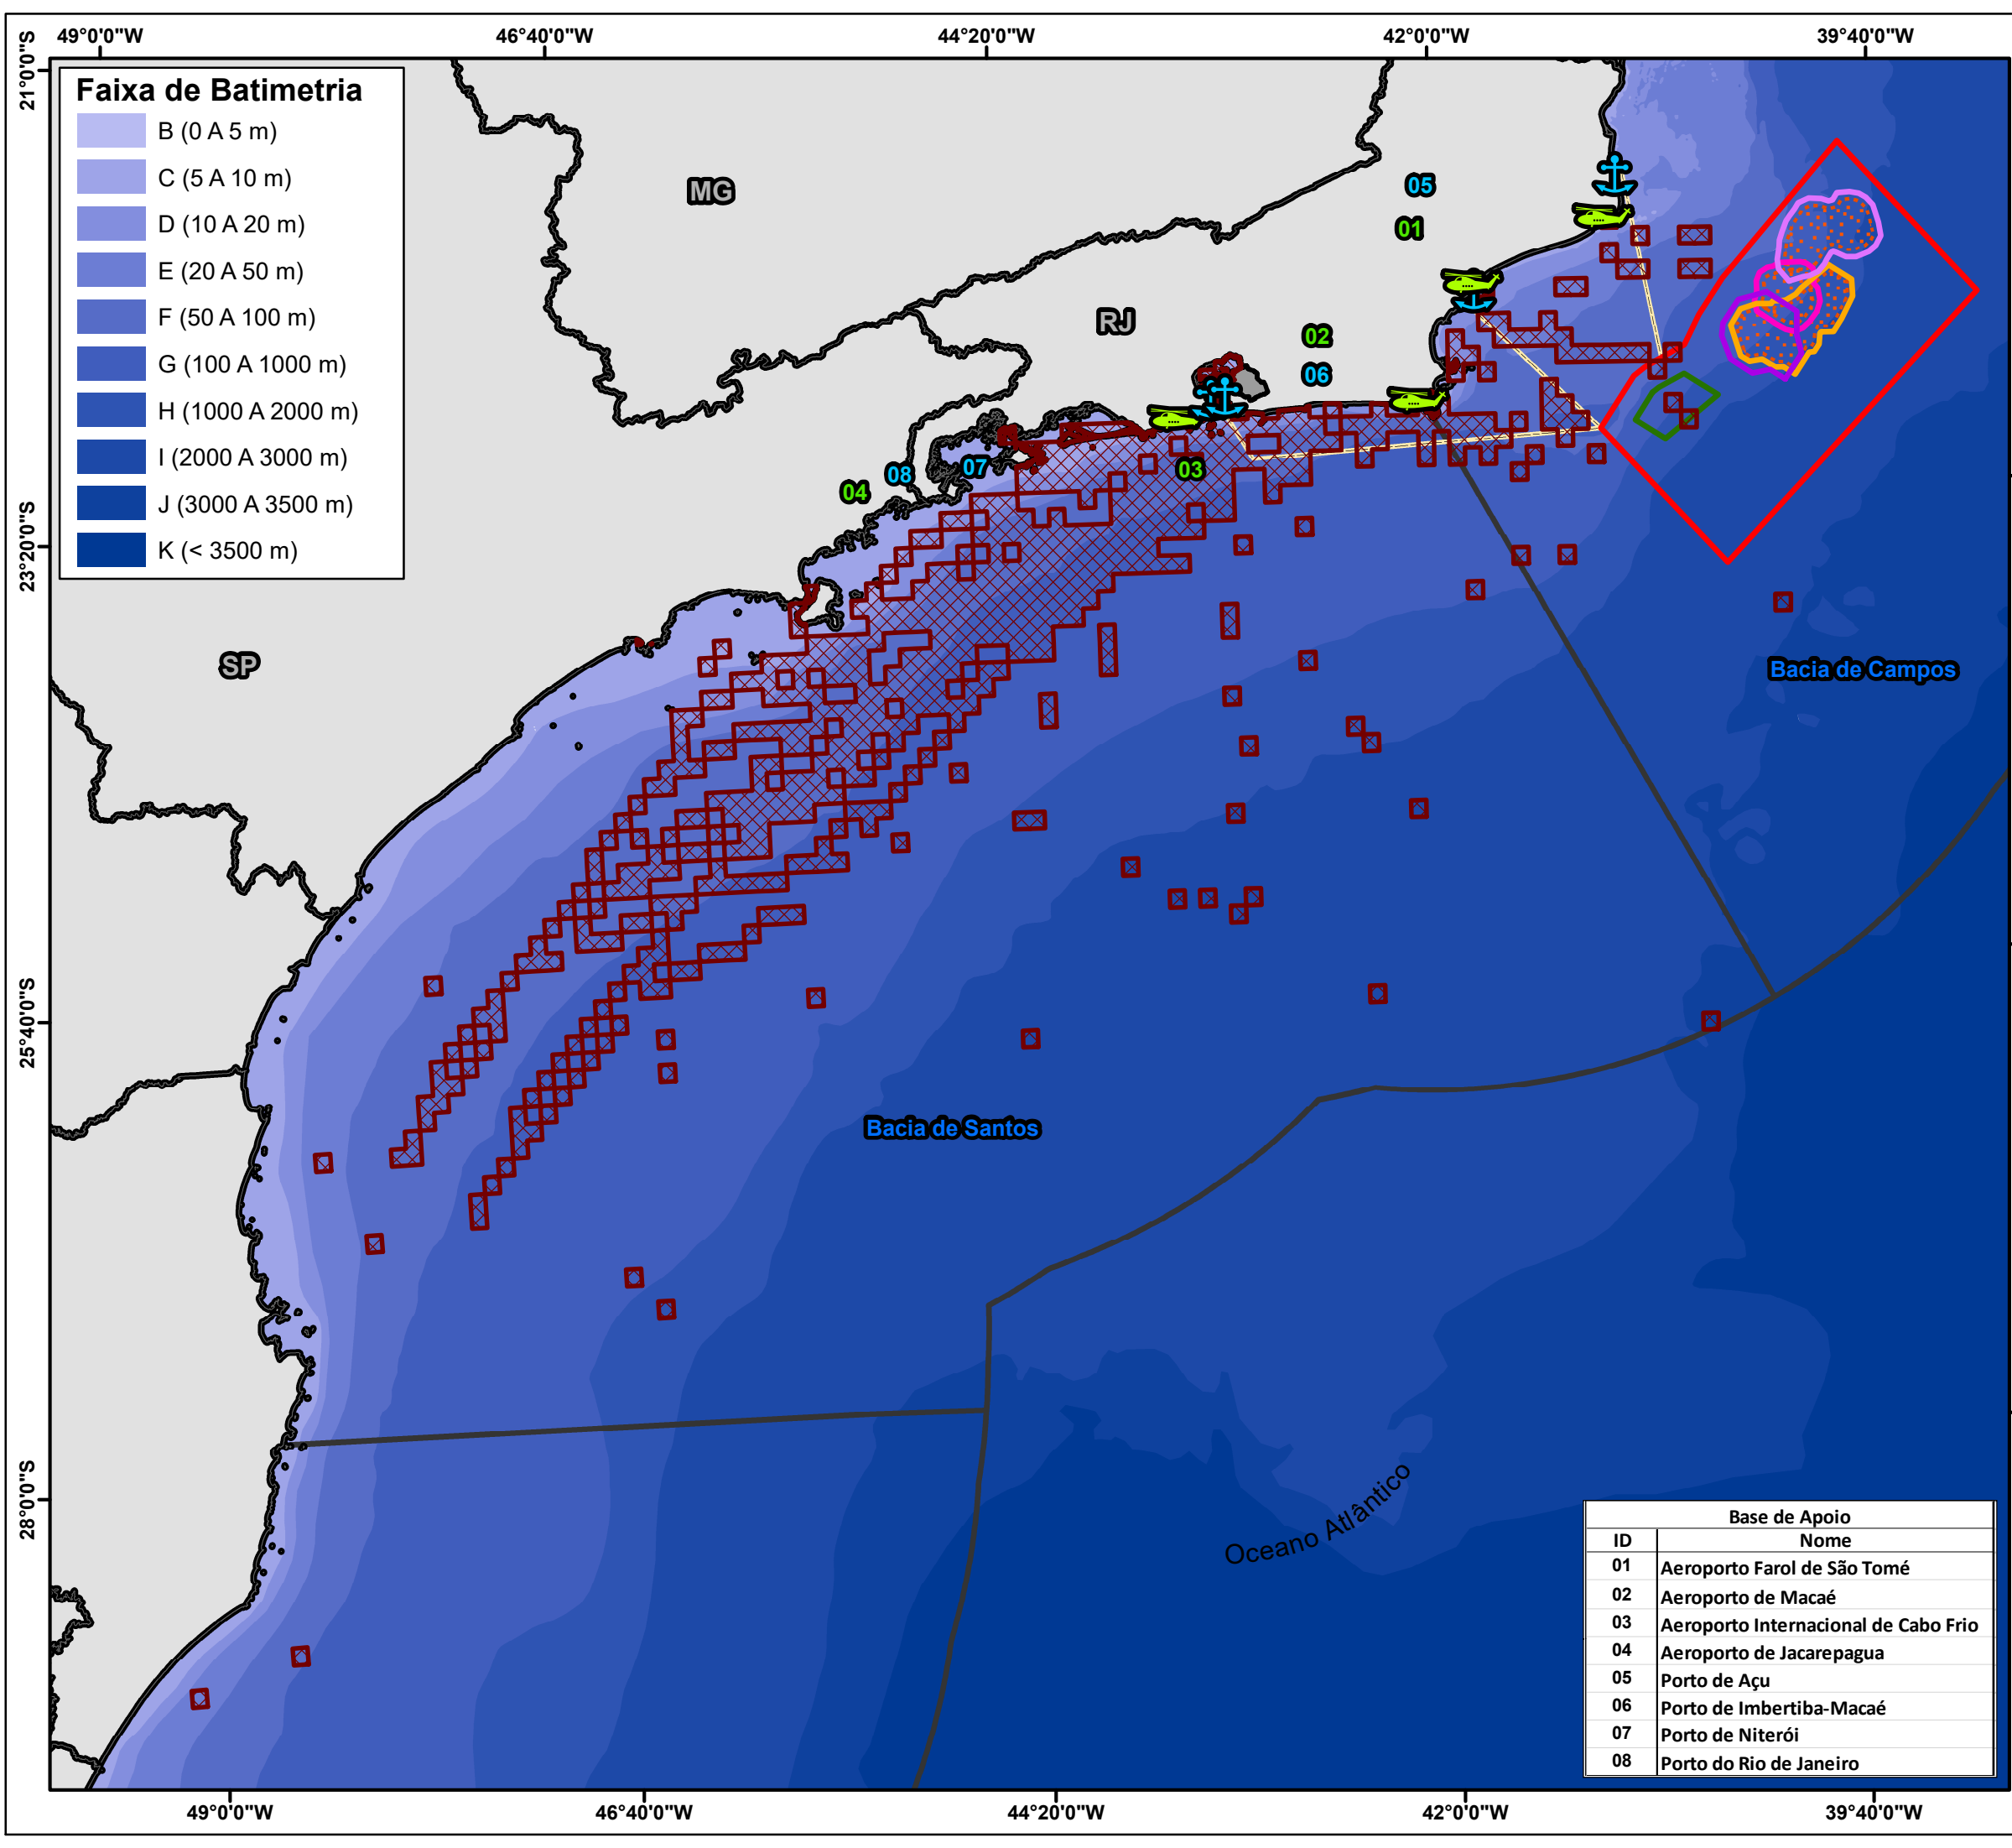 49°0'0"W
46°40'0"W
44°20'0"W
42°0'0"W
39°40'0"W
21°0'0"S
23°20'0"S
25°40'0"S
28°0'0"S
Faixa de Batimetria
B (0 A 5 m)
C (5 A 10 m)
D (10 A 20 m)
E (20 A 50 m)
F (50 A 100 m)
G (100 A 1000 m)
H (1000 A 2000 m)
I (2000 A 3000 m)
J (3000 A 3500 m)
K (< 3500 m)
MG
05
01
RJ
02
06
03
07
08
04
SP
Bacia de Campos
Bacia de Santos
Oceano Atlântico
Base de Apoio
ID Nome
01 Aeroporto Farol de São Tomé
02 Aeroporto de Macaé
03 Aeroporto Internacional de Cabo Frio
04 Aeroporto de Jacarepagua
05 Porto de Açu
06 Porto de Imbertiba-Macaé
07 Porto de Niterói
08 Porto do Rio de Janeiro
49°0'0"W
46°40'0"W
44°20'0"W
42°0'0"W
39°40'0"W